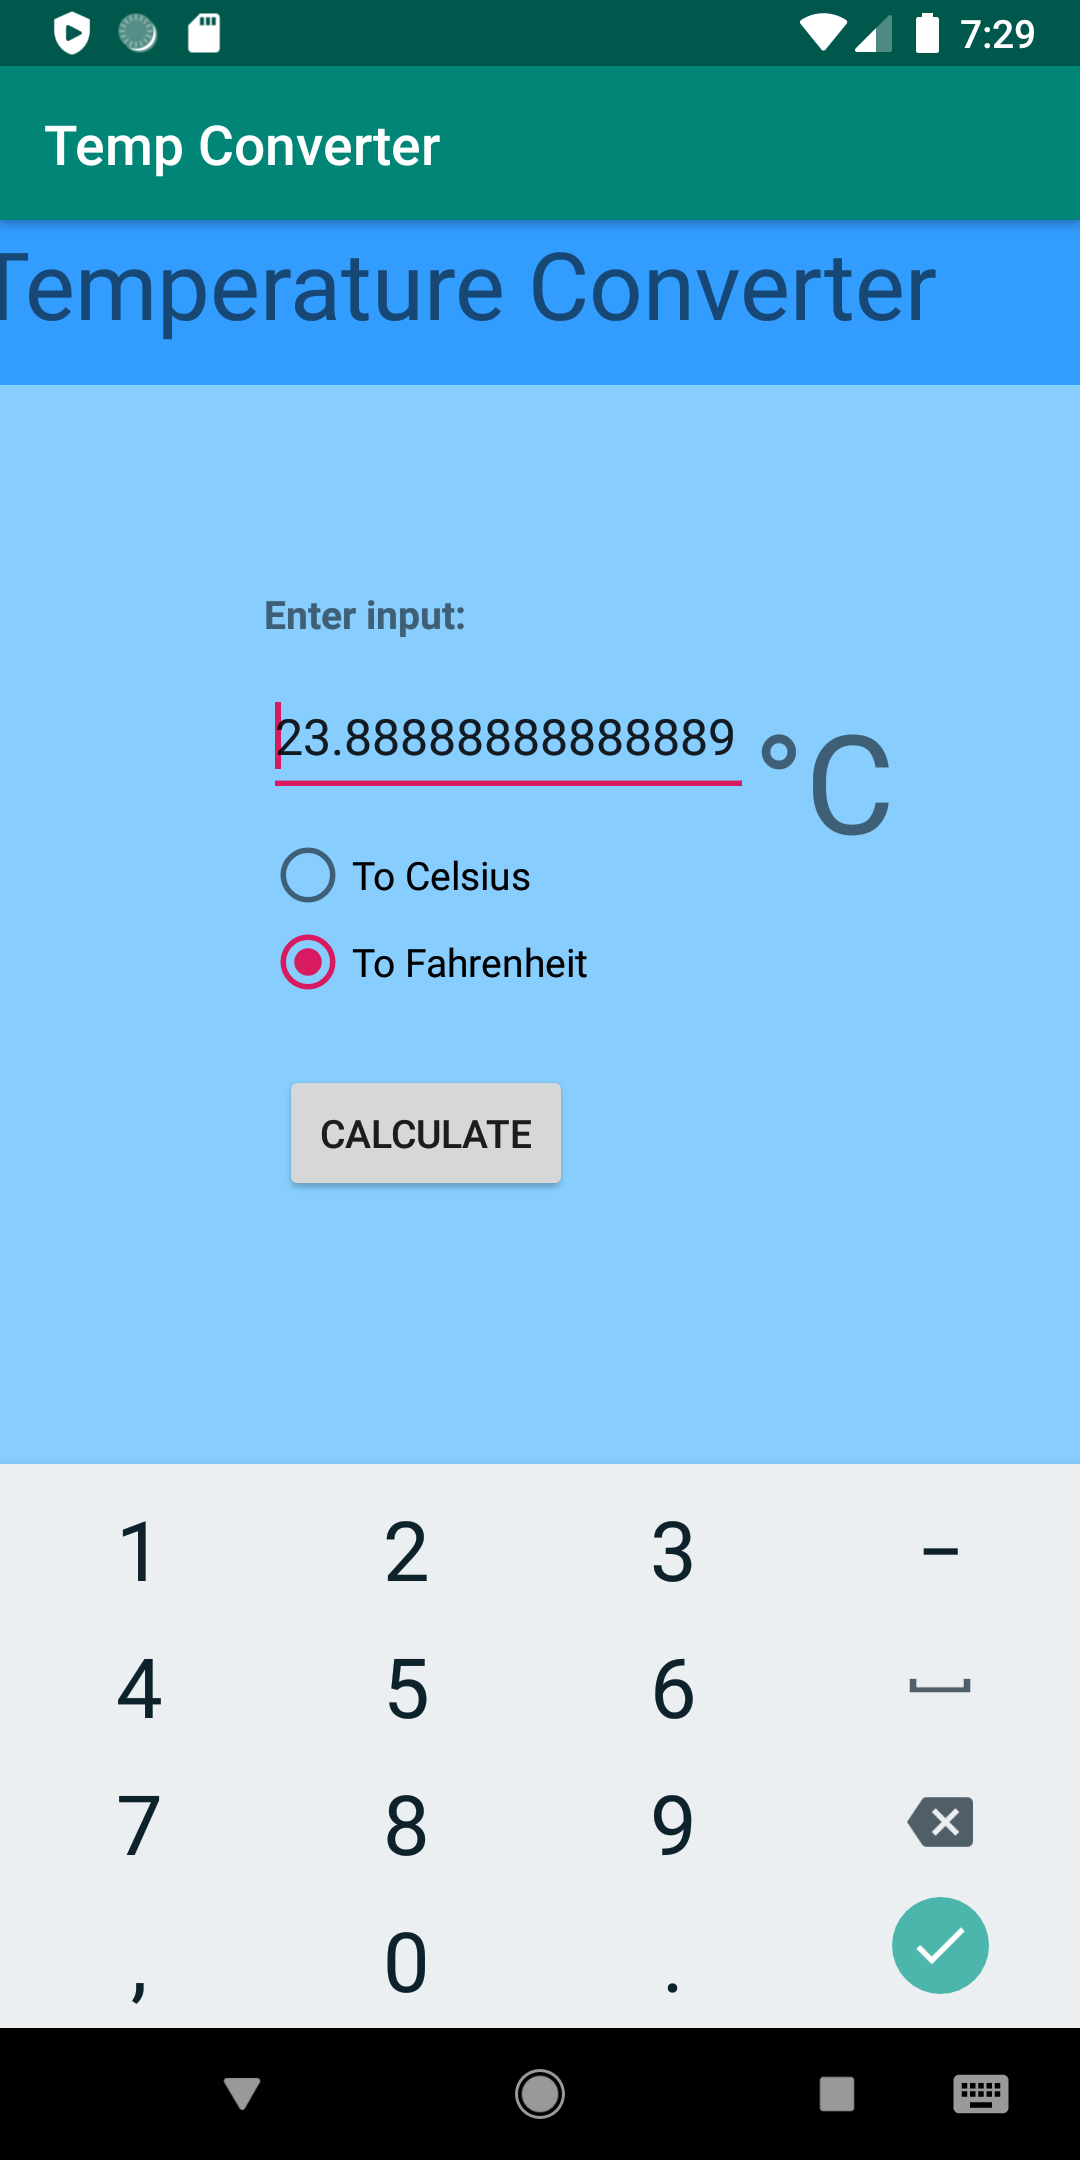 7:29
Temp Converter
Temperature Converter
Enter input:
23.88888888888889
°C
To Celsius
To Fahrenheit
CALCULATE
1 2 3 –
4 5 6
7 8 9
, 0 .